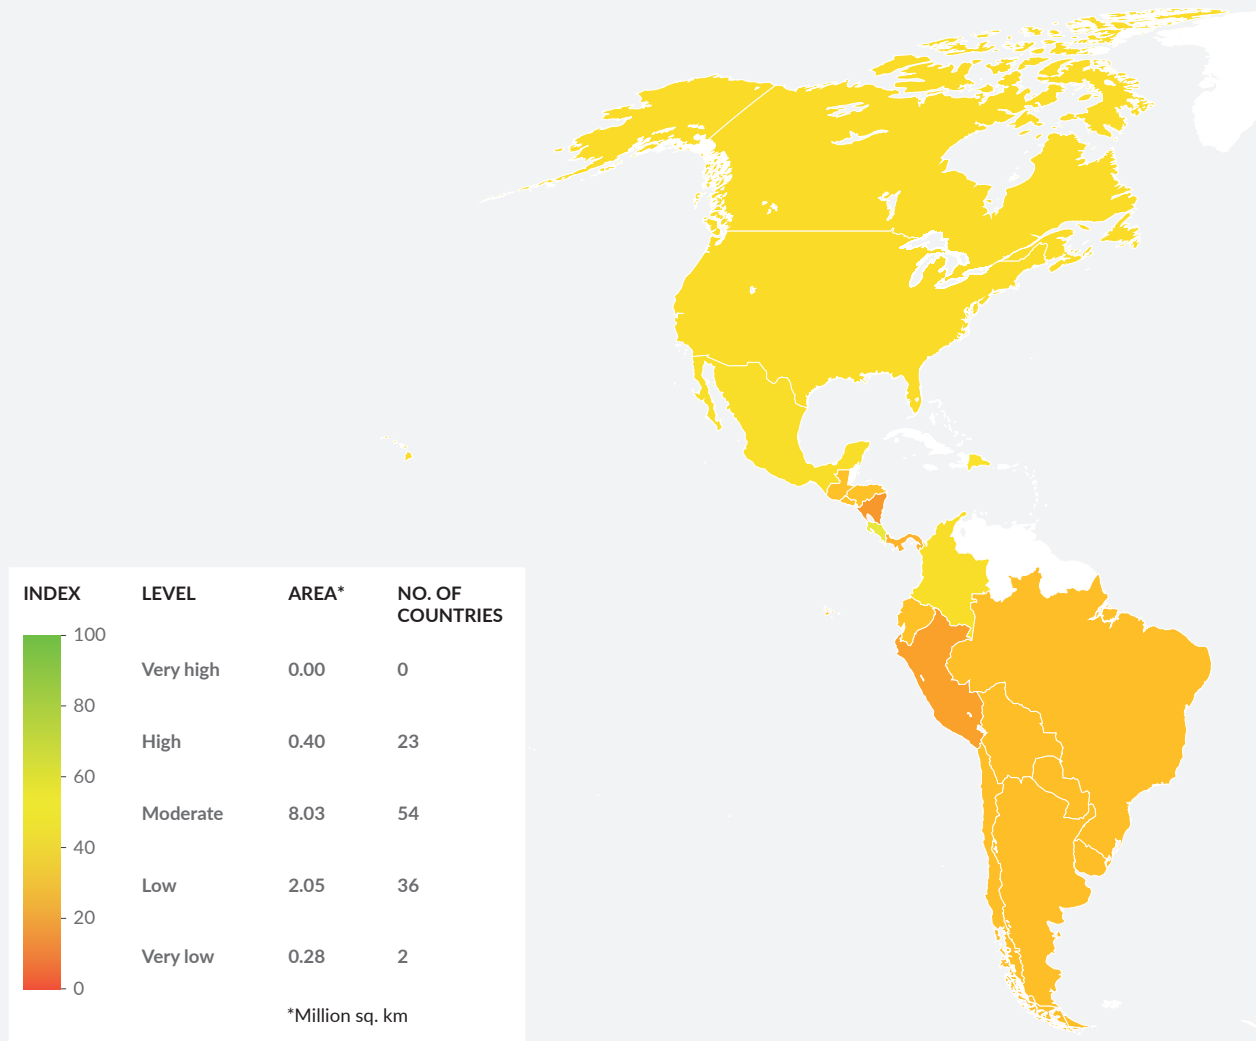 INDEX LEVEL AREA* NO. OF
COUNTRIES
100
Very high 0.00 0
80
High 0.40 23
60
Moderate 8.03 54
40
Low 2.05 36
20
Very low 0.28 2
0
*Million sq. km